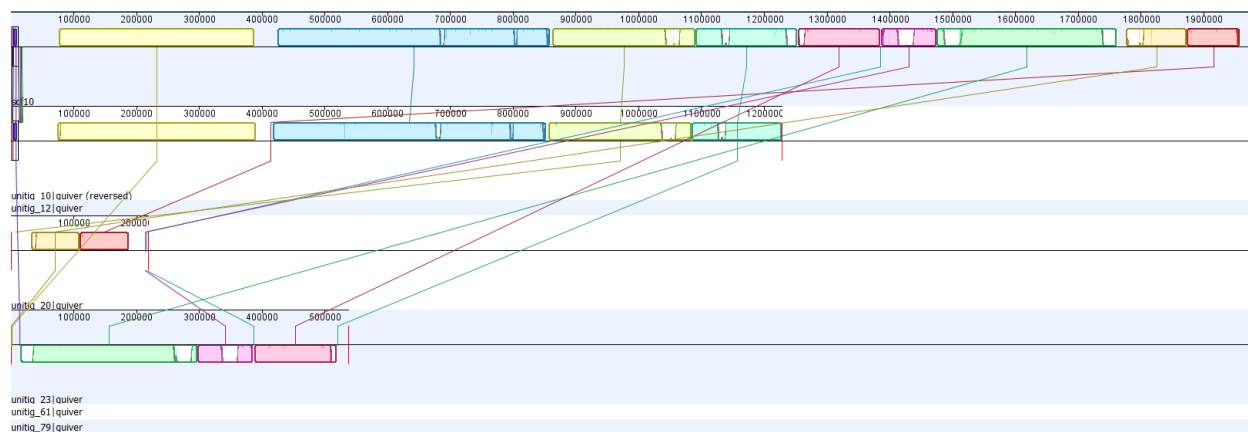 100000 200000 300000 400000 500000 600000 700000 800000 900000 1000000 1100000 1200000 1300000 1400000 1500000 1600000 1700000 1800000 1900000
100000 200000 300000 400000 500000 600000 700000 800000 900000 1000000 1100000 1200000
unitig_10|quiver (reversed)
unitig_12|quiver
100000 200000
unitig_20|quiver
100000 200000 300000 400000 500000
unitig_23|quiver
unitig_61|quiver
unitig_79|quiver